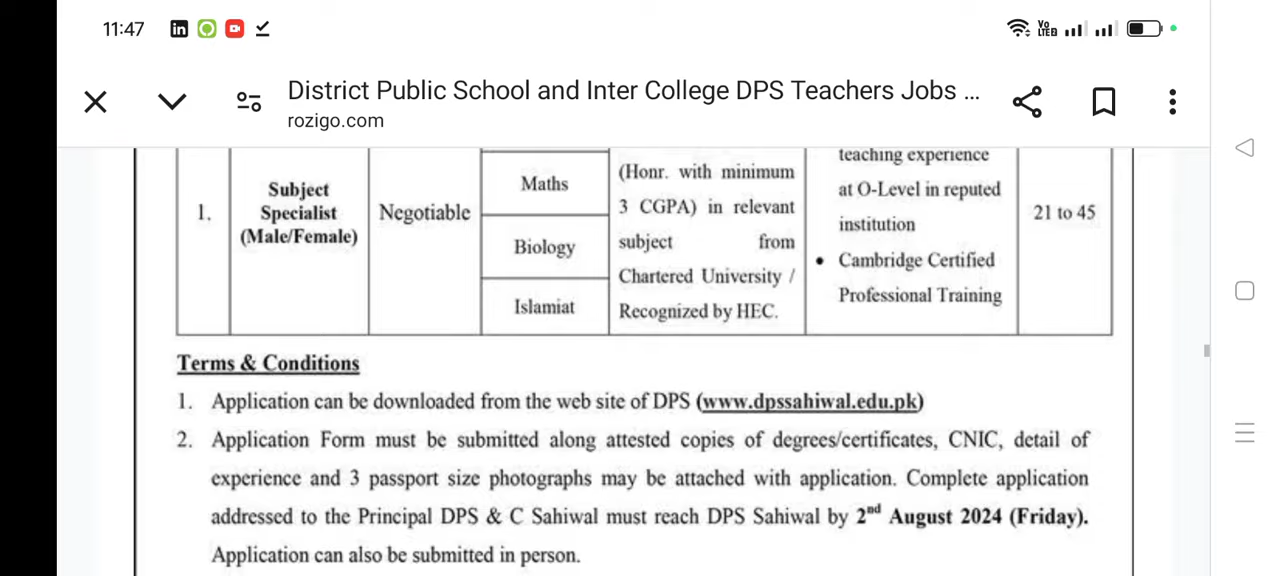 11:47
Vo
LTE2
District Public School and Inter College DPS Teachers Jobs ...
rozigo.com
1.
Subject
Specialist
(Male/Female)
Negotiable
Maths
Biology
Islamiat
(Honr. with minimum
3 CGPA) in relevant
subject from
Chartered University /
Recognized by HEC.
teaching experience
at O-Level in reputed
institution
• Cambridge Certified
Professional Training
21 to 45
Terms & Conditions
1. Application can be downloaded from the web site of DPS (www.dpssahiwal.edu.pk)
2. Application Form must be submitted along attested copies of degrees/certificates, CNIC, detail of
experience and 3 passport size photographs may be attached with application. Complete application
addressed to the Principal DPS & C Sahiwal must reach DPS Sahiwal by 2nd August 2024 (Friday).
Application can also be submitted in person.